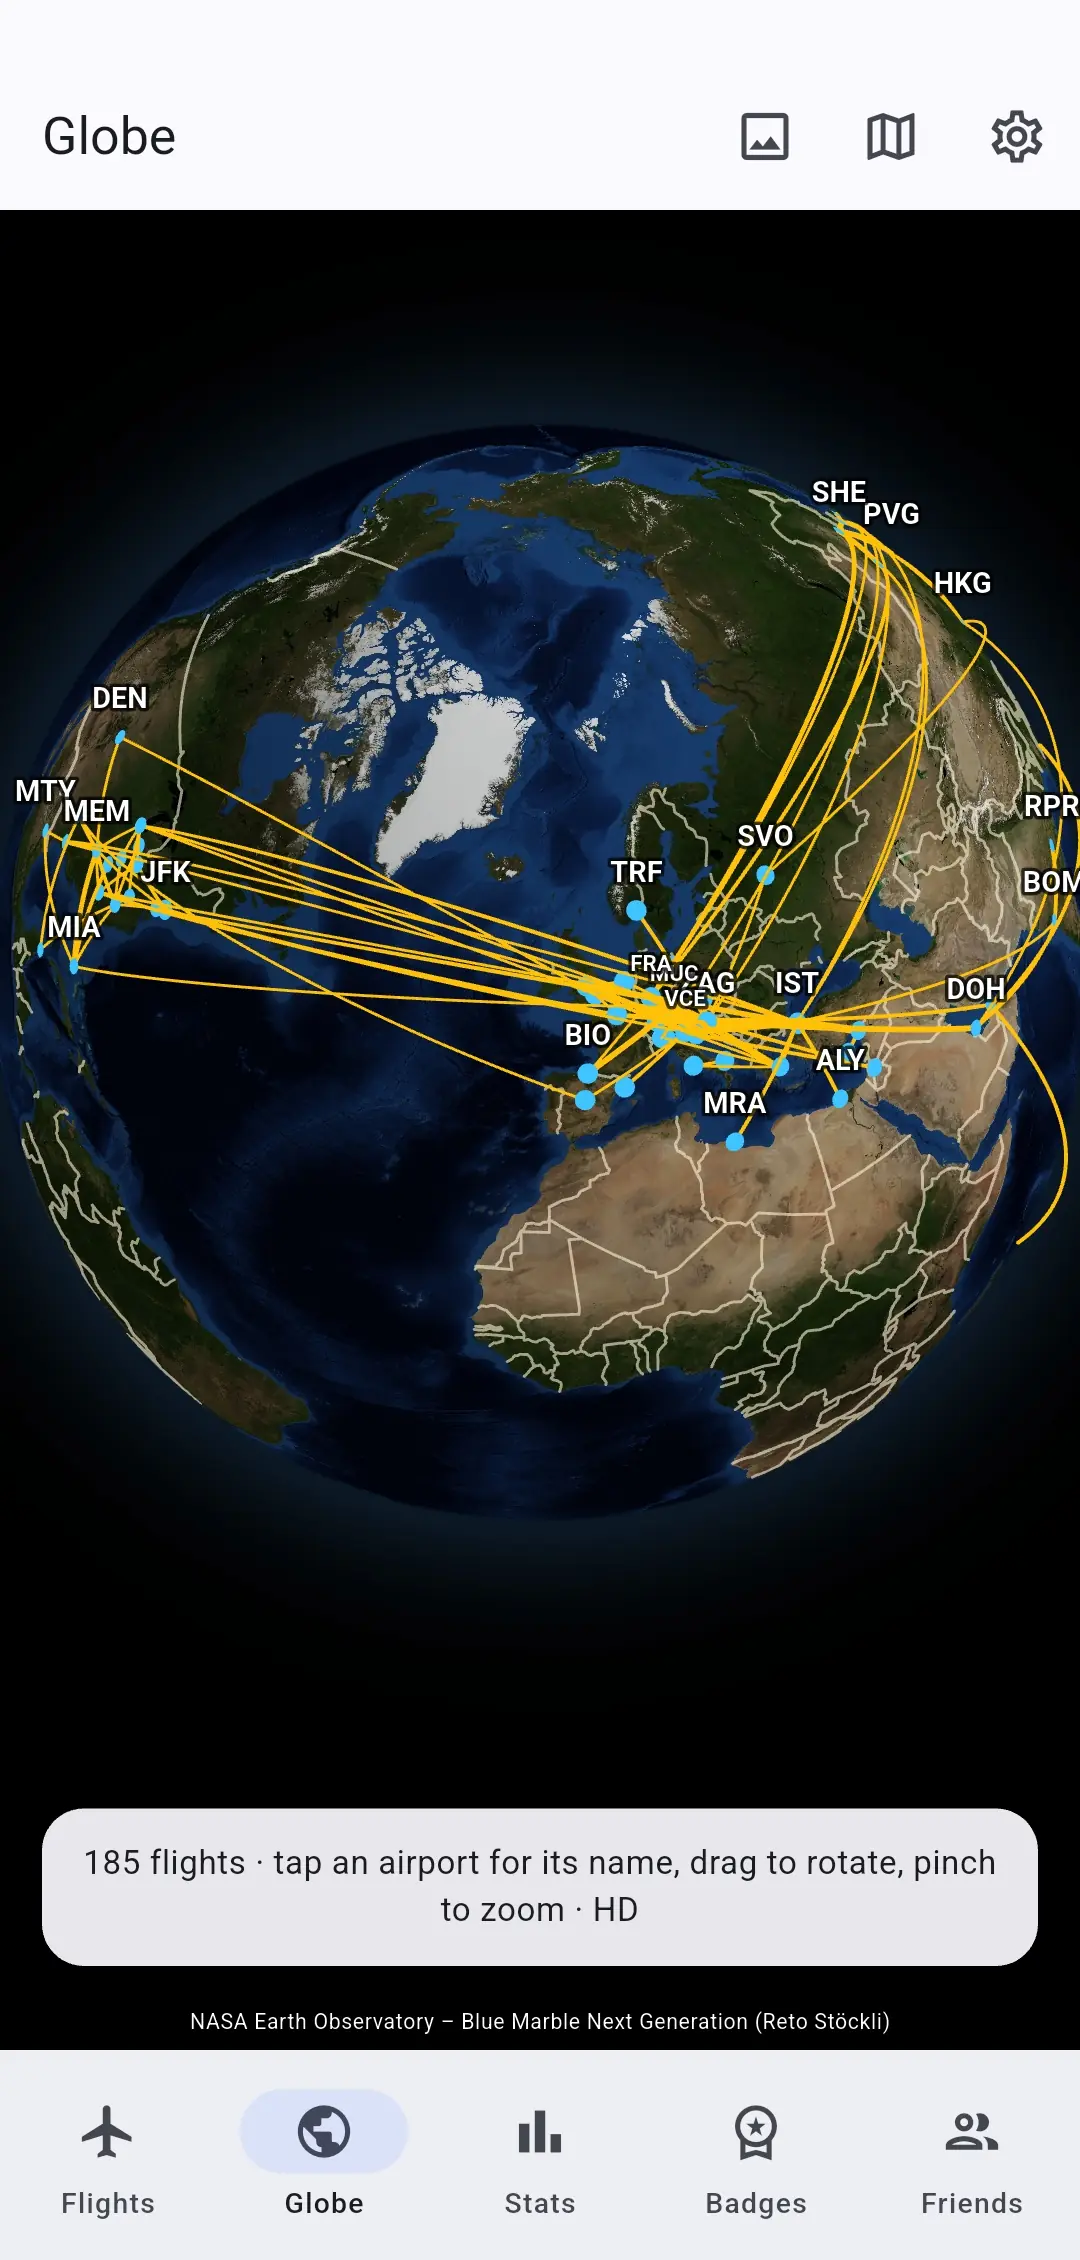 Globe
SHE
PVG
HKG
DEN
MTY
MEM
RPR
SVO
JFK
TRF
BOM
MIA
FRA
MUC
AG
IST
VCE
DOH
BIO
ALY
MRA
185 flights · tap an airport for its name, drag to rotate, pinch
to zoom · HD
NASA Earth Observatory – Blue Marble Next Generation (Reto Stöckli)
Flights
Globe
Stats
Badges
Friends